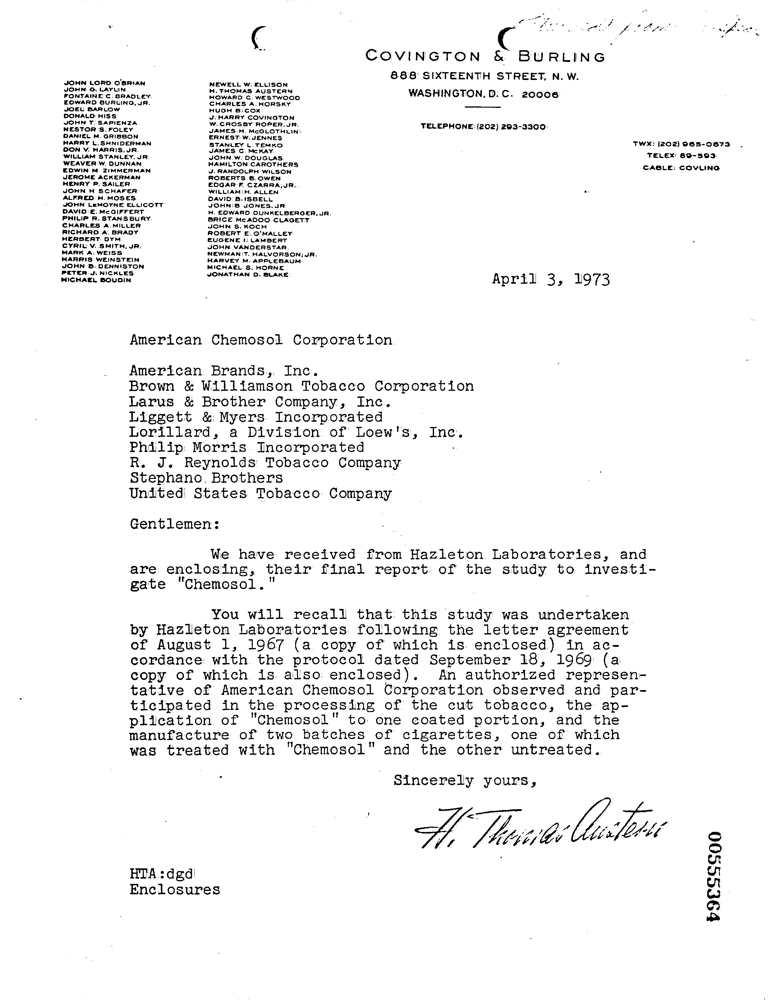 COVINGTON & BURLING
888 SIXTEENTH STREET, N. W.
WASHINGTON, D. C. 20006
TELEPHONE (202) 293-3300
TWX: (202) 965-0673
TELEX: 89-593
CABLE: COVLING
JOHN LORD O'BRIAN
JOHN G. LAYLIN
FONTAINE C. BRADLEY
EDWARD BURLING, JR.
JOEL BARLOW
DONALD HISS
JOHN T. SAPIENZA
NESTOR S. FOLEY
DANIEL M. GRIBBON
HARRY L. SHNIDERMAN
DON V. HARRIS, JR.
WILLIAM STANLEY, JR.
WEAVER W. DUNNAN
EDWIN M. ZIMMERMAN
JEROME ACKERMAN
HENRY P. SAILER
JOHN H. SCHAFER
ALFRED H. MOSES
JOHN LEMOYNE ELLICOTT
DAVID E. McGIFFERT
PHILIP R. STANSBURY
CHARLES A. MILLER
RICHARD A. BRADY
HERBERT DYM
CYRIL V. SMITH, JR.
MARK A. WEISS
HARRIS WEINSTEIN
JOHN B. DENNISTON
PETER J. NICKLES
MICHAEL BOUDIN
NEWELL W. ELLISON
H. THOMAS AUSTERN
HOWARD C. WESTWOOD
CHARLES A. HORSKY
HUGH B. COX
J. HARRY COVINGTON
W. CROSBY ROPER, JR.
JAMES H. McGLOTHLIN
ERNEST W. JENNES
STANLEY L. TEMKO
JAMES C. McKAY
JOHN W. DOUGLAS
HAMILTON CAROTHERS
J. RANDOLPH WILSON
ROBERTS B. OWEN
EDGAR F. CZARRA, JR.
WILLIAM H. ALLEN
DAVID B. ISBELL
JOHN B. JONES, JR.
H. EDWARD DUNKELBERGER, JR.
BRICE McADOO CLAGETT
JOHN S. KOCH
ROBERT E. O'MALLEY
EUGENE I. LAMBERT
JOHN VANDERSTAR
NEWMAN T. HALVORSON, JR.
HARVEY M. APPLEBAUM
MICHAEL S. HORNE
JONATHAN D. BLAKE
April 3, 1973
American Chemosol Corporation
American Brands, Inc.
Brown & Williamson Tobacco Corporation
Larus & Brother Company, Inc.
Liggett & Myers Incorporated
Lorillard, a Division of Loew's, Inc.
Philip Morris Incorporated
R. J. Reynolds Tobacco Company
Stephano Brothers
United States Tobacco Company
Gentlemen:
We have received from Hazleton Laboratories, and
are enclosing, their final report of the study to investi-
gate "Chemosol."
You will recall that this study was undertaken
by Hazleton Laboratories following the letter agreement
of August 1, 1967 (a copy of which is enclosed) in ac-
cordance with the protocol dated September 18, 1969 (a
copy of which is also enclosed). An authorized represen-
tative of American Chemosol Corporation observed and par-
ticipated in the processing of the cut tobacco, the ap-
plication of "Chemosol" to one coated portion, and the
manufacture of two batches of cigarettes, one of which
was treated with "Chemosol" and the other untreated.
Sincerely yours,
H. Thomas Austern
HTA:dgd
Enclosures
00555364